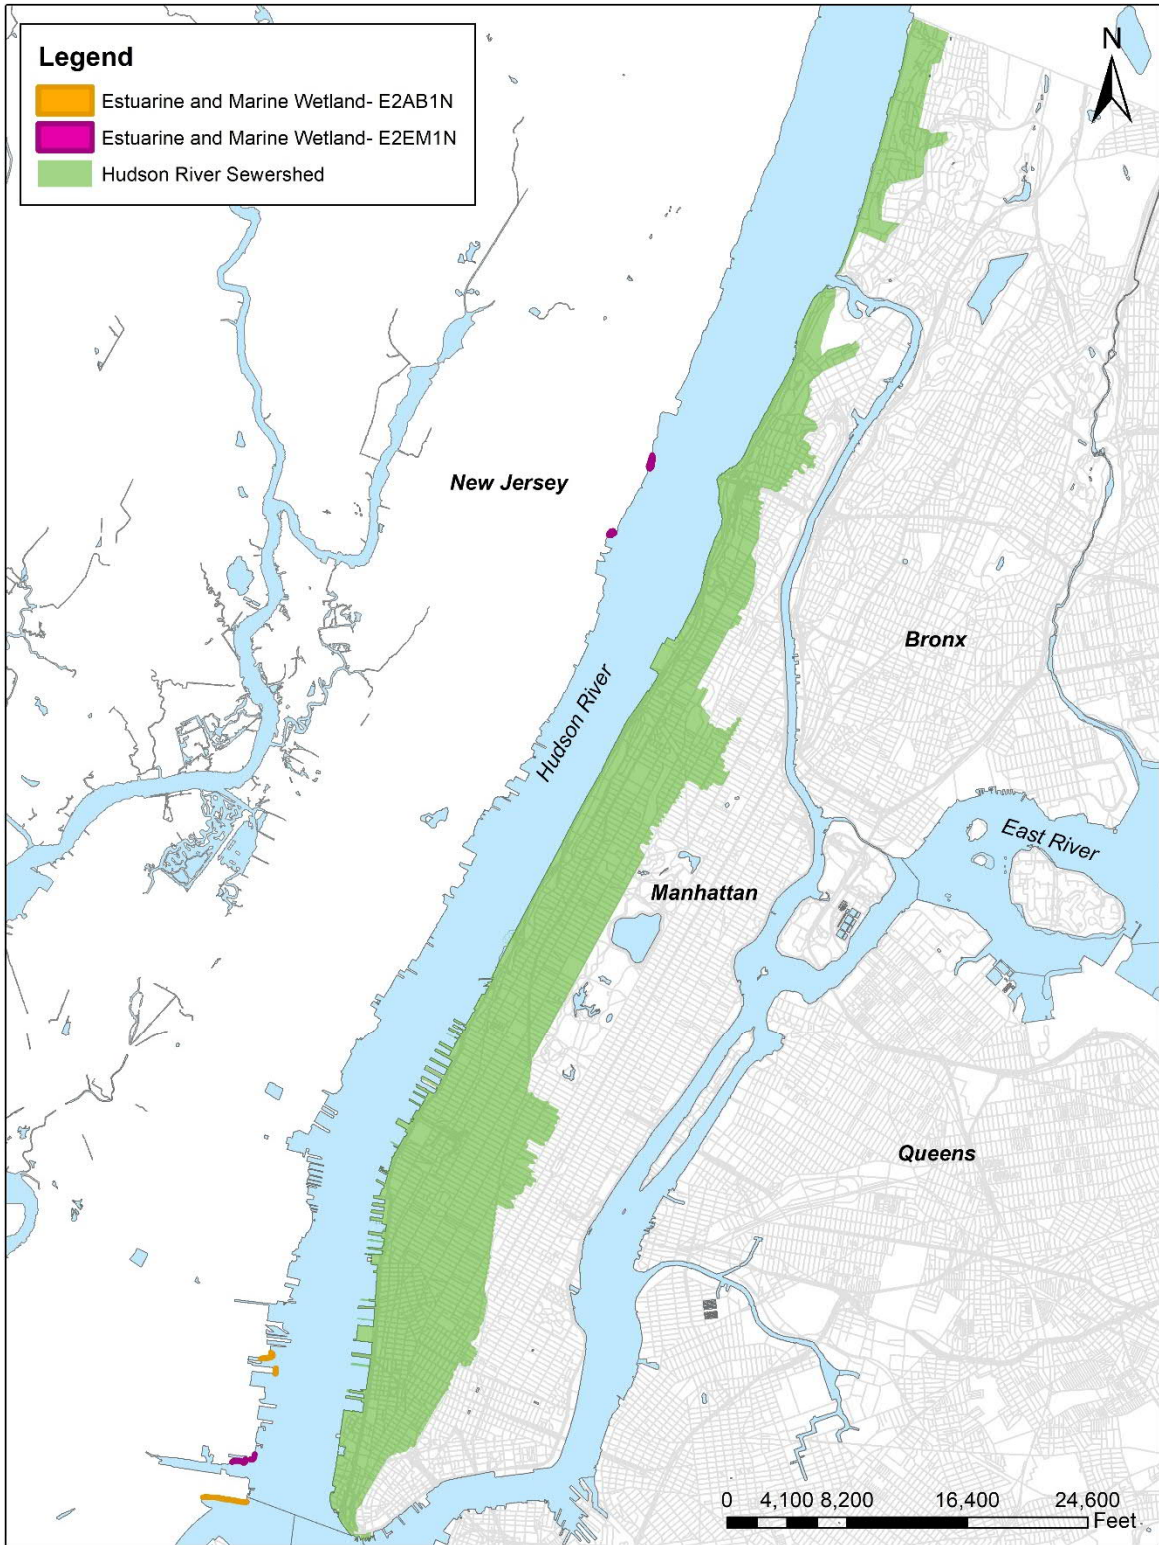 Legend
Estuarine and Marine Wetland- E2AB1N
Estuarine and Marine Wetland- E2EM1N
Hudson River Sewershed
N
New Jersey
Bronx
Hudson River
East River
Manhattan
Queens
0 4,100 8,200 16,400 24,600
Feet